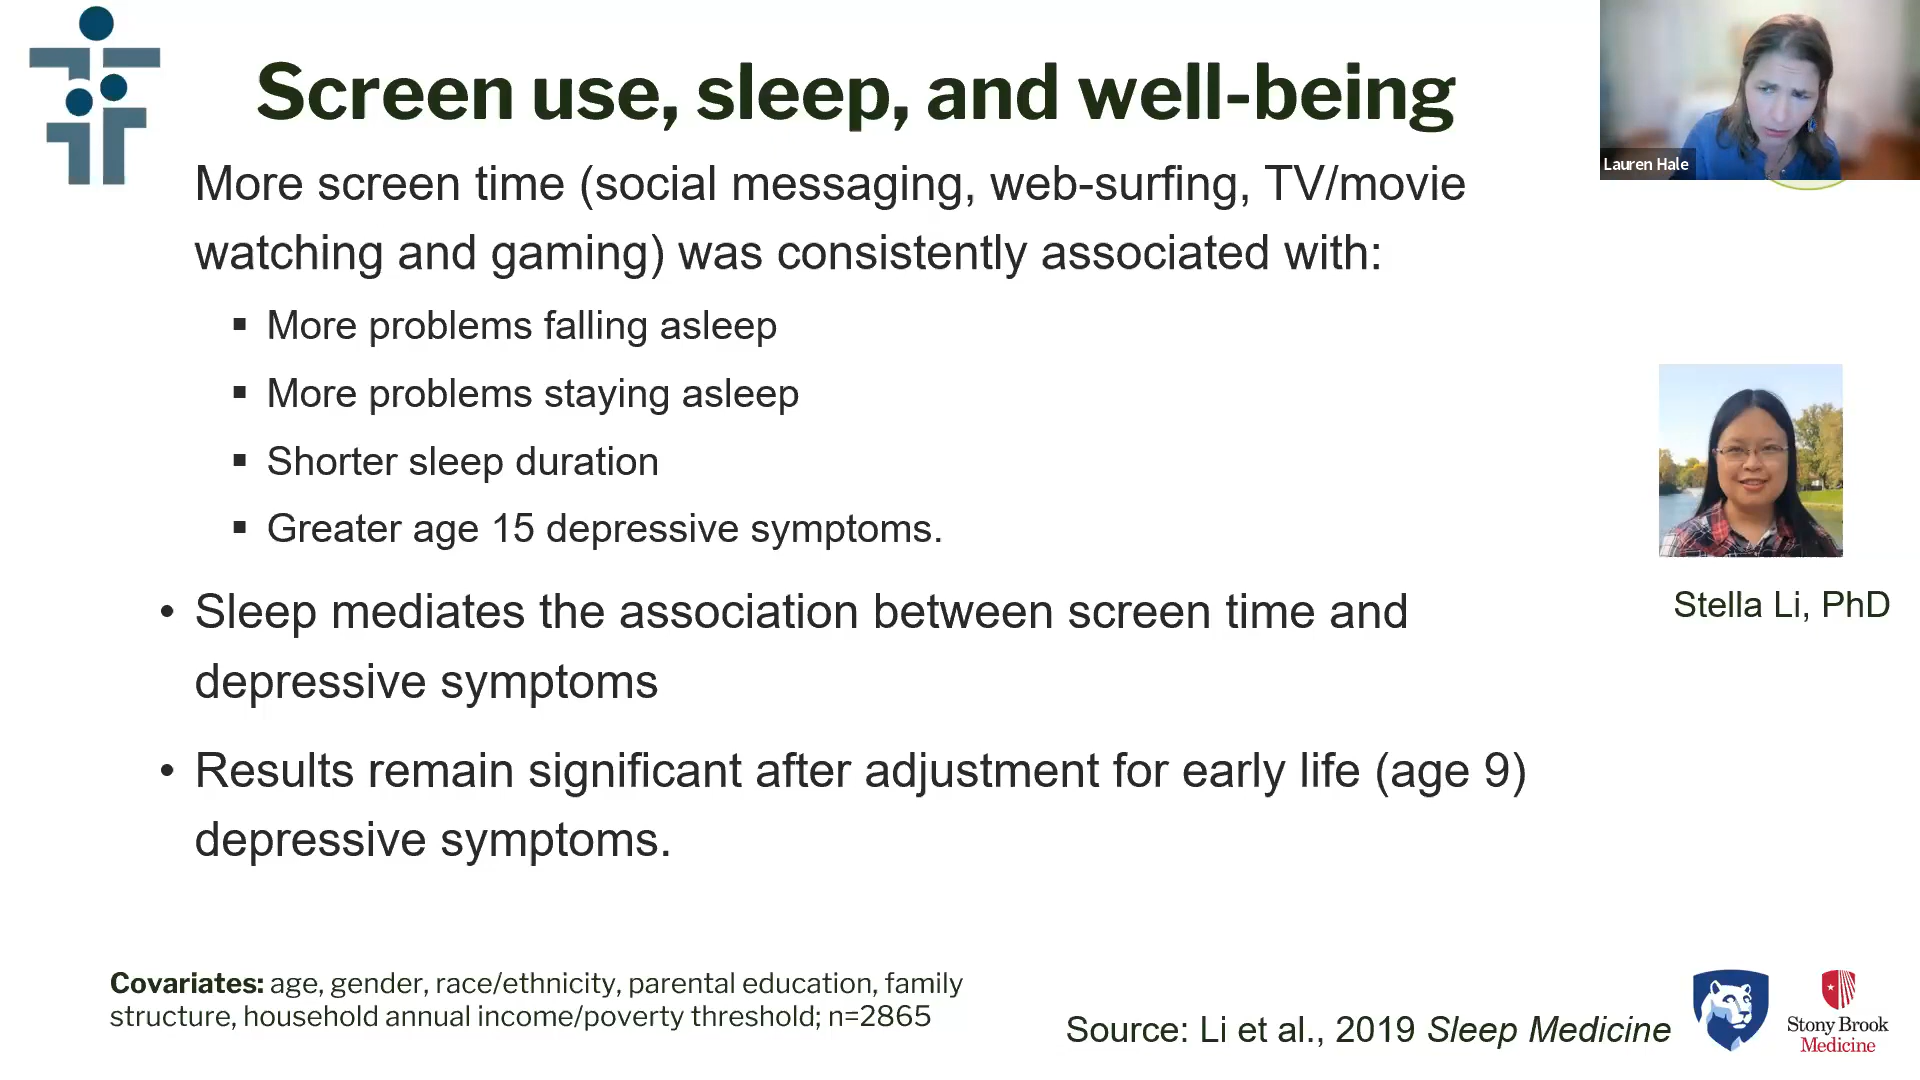 Screen use, sleep, and well-being
Lauren Hale
More screen time (social messaging, web-surfing, TV/movie
watching and gaming) was consistently associated with:
▪ More problems falling asleep
▪ More problems staying asleep
▪ Shorter sleep duration
▪ Greater age 15 depressive symptoms.
• Sleep mediates the association between screen time and
depressive symptoms
• Results remain significant after adjustment for early life (age 9)
depressive symptoms.
Stella Li, PhD
Covariates: age, gender, race/ethnicity, parental education, family
structure, household annual income/poverty threshold; n=2865
Source: Li et al., 2019 Sleep Medicine
Stony Brook
Medicine